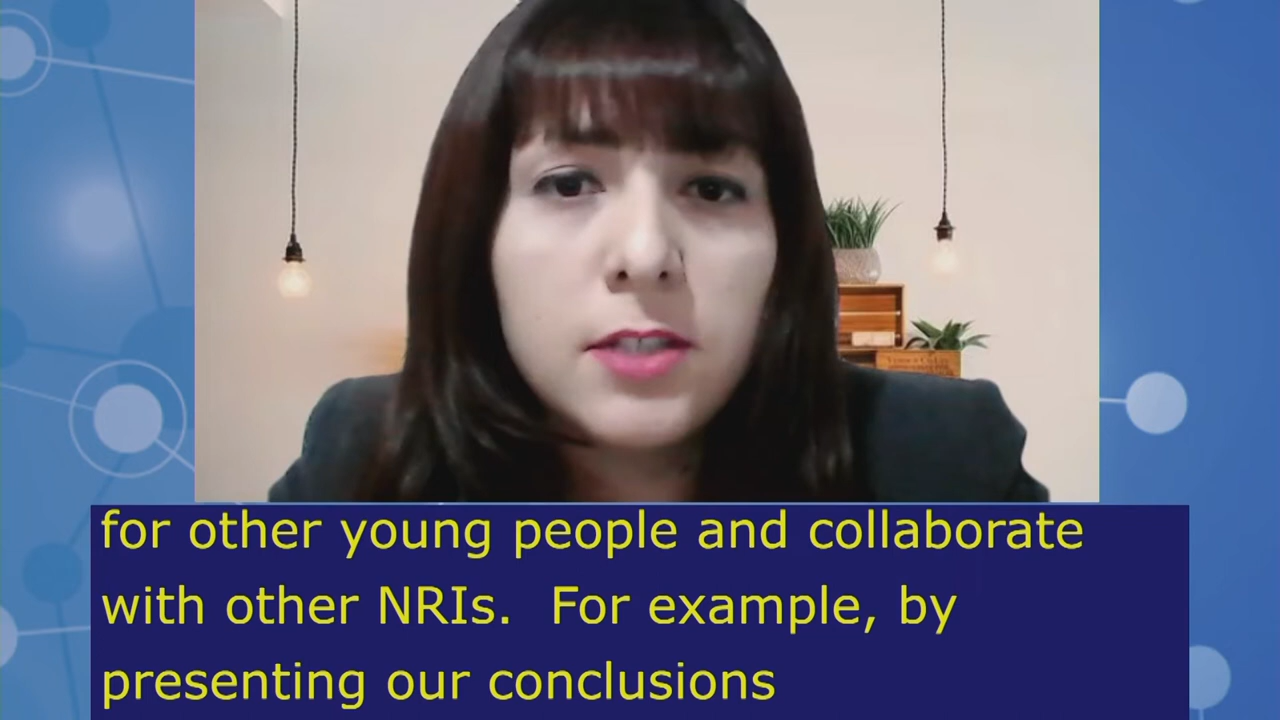 for other young people and collaborate
with other NRIs.  For example, by
presenting our conclusions